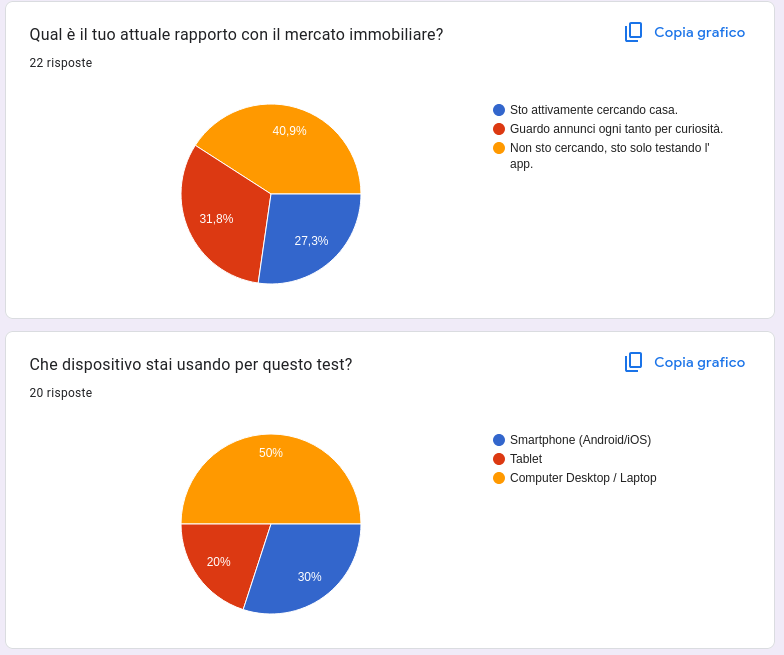 Qual è il tuo attuale rapporto con il mercato immobiliare?
Copia grafico
22 risposte
40,9%
31,8%
27,3%
Sto attivamente cercando casa.
Guardo annunci ogni tanto per curiosità.
Non sto cercando, sto solo testando l'
app.
Che dispositivo stai usando per questo test?
Copia grafico
20 risposte
50%
20%
30%
Smartphone (Android/iOS)
Tablet
Computer Desktop / Laptop